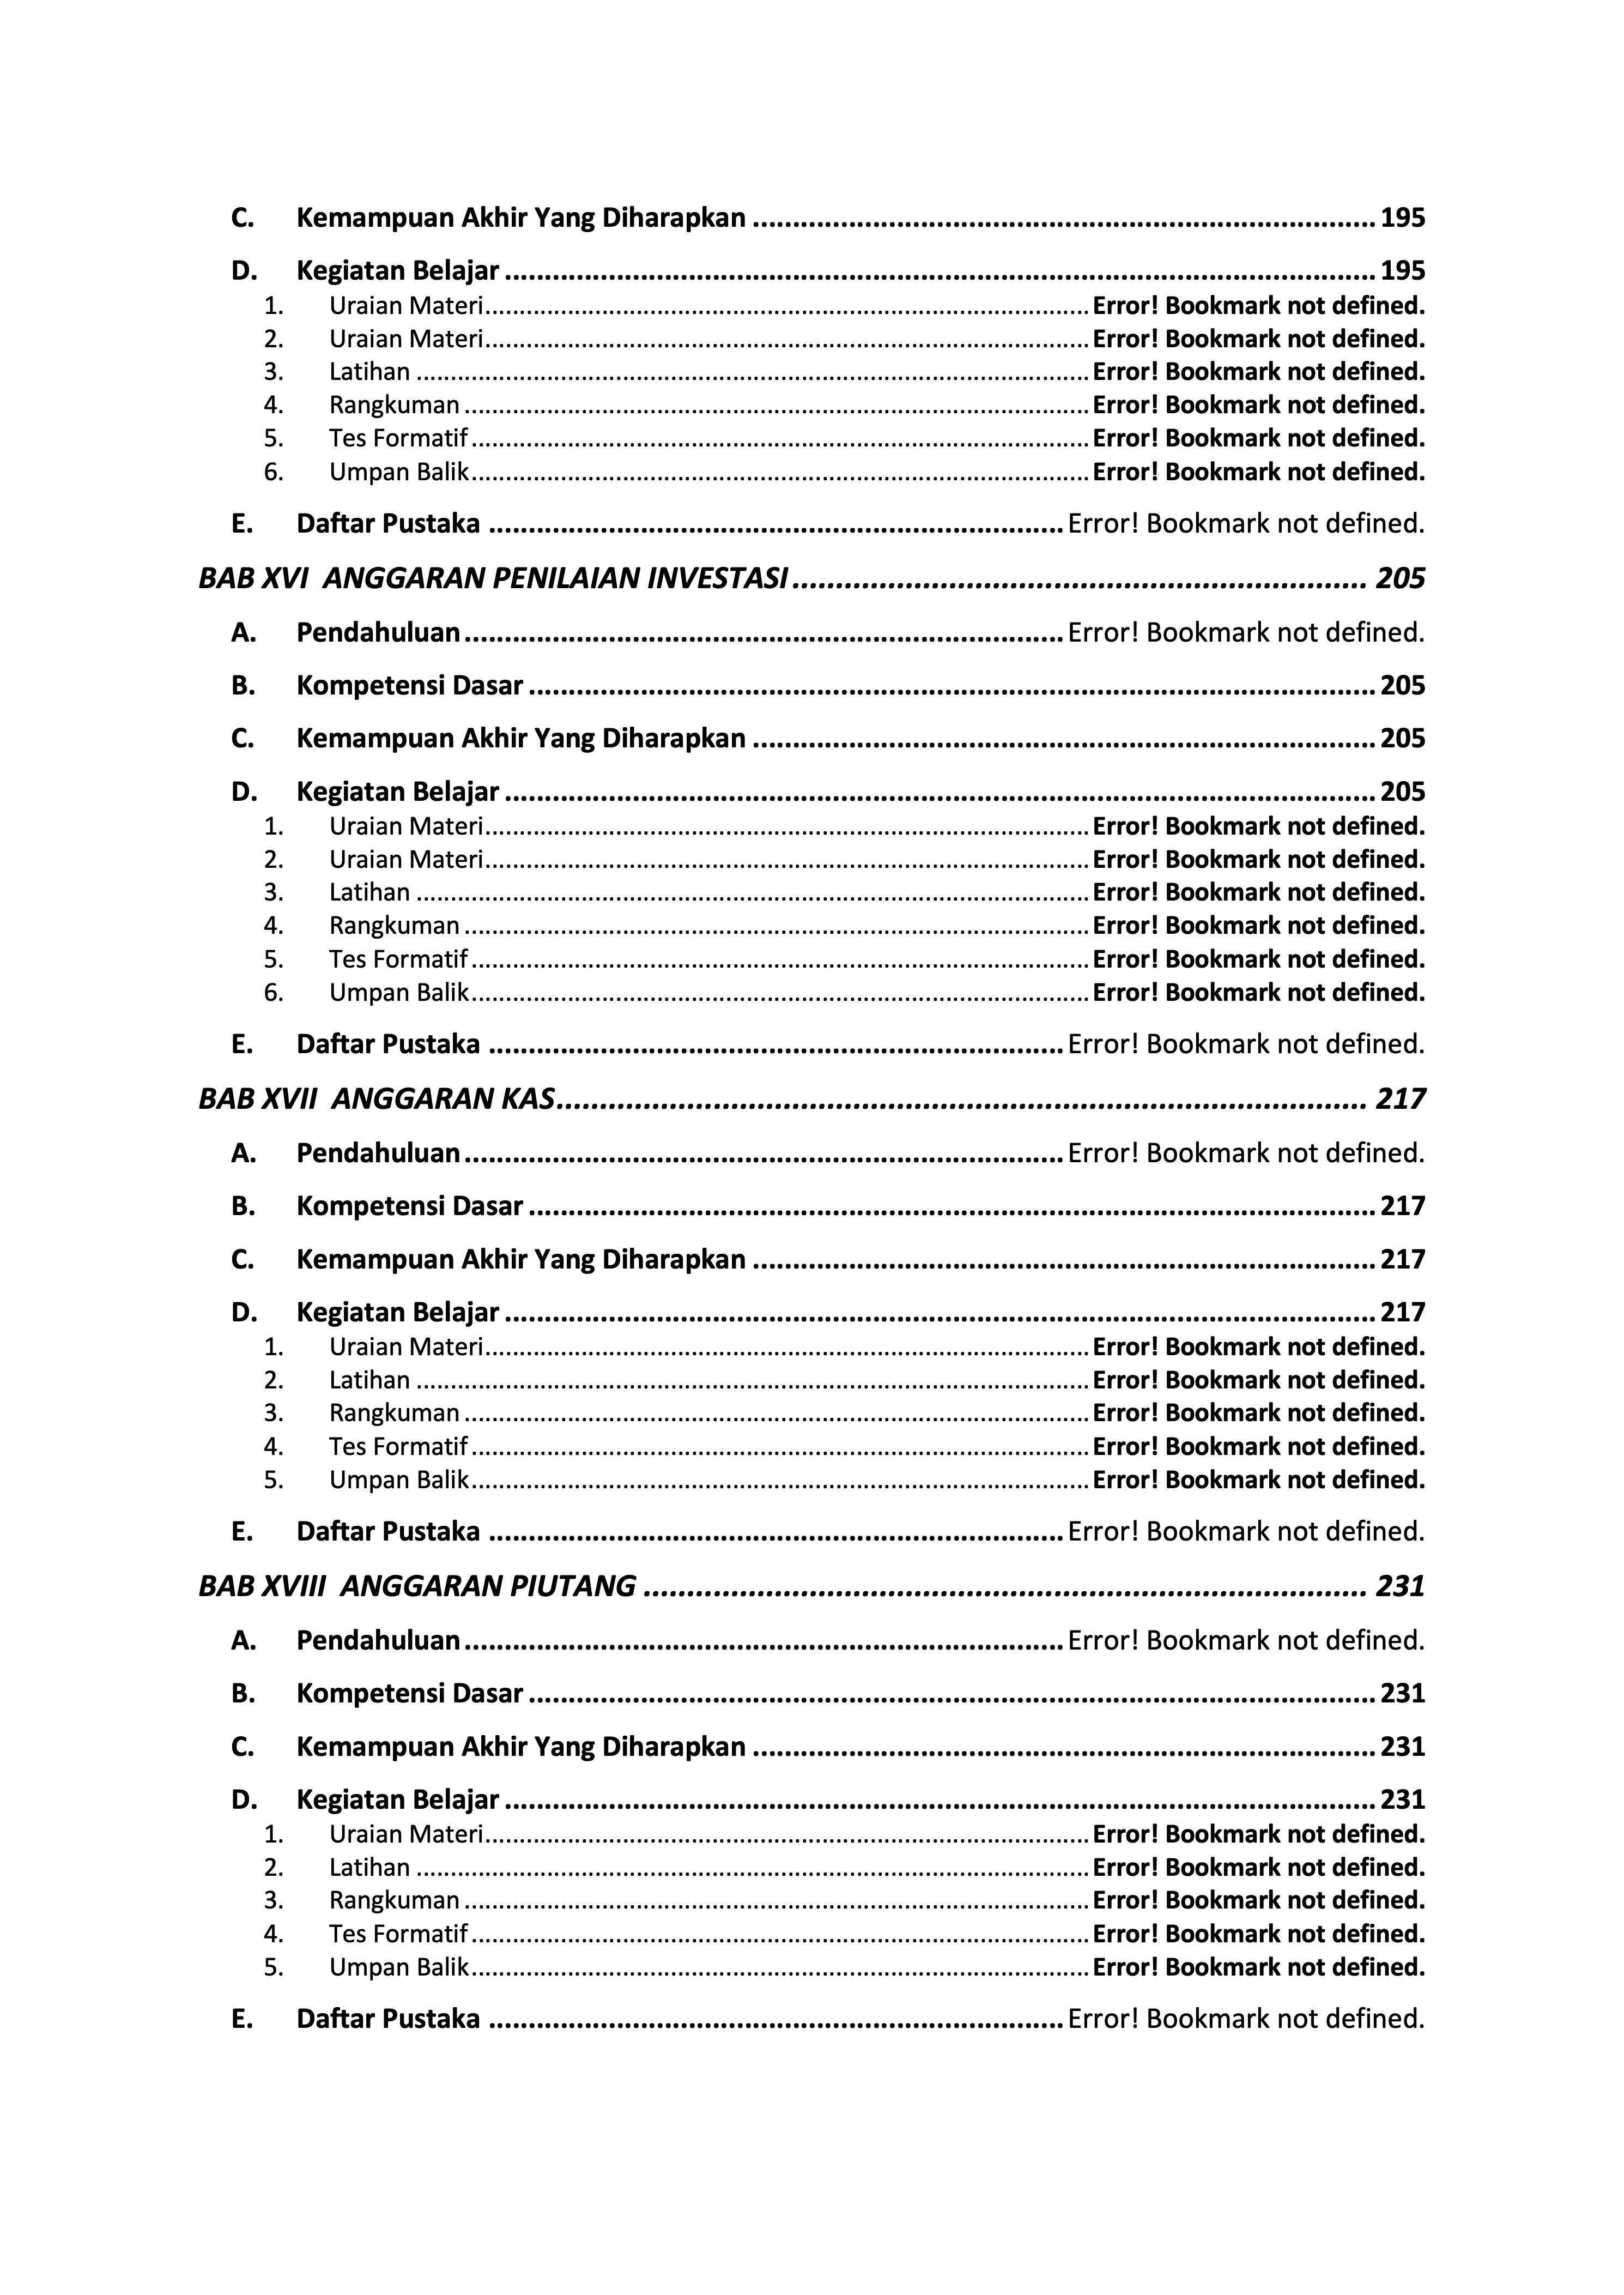 C. Kemampuan Akhir Yang Diharapkan ........ 195
D. Kegiatan Belajar ........ 195
1. Uraian Materi ........ Error! Bookmark not defined.
2. Uraian Materi ........ Error! Bookmark not defined.
3. Latihan ........ Error! Bookmark not defined.
4. Rangkuman ........ Error! Bookmark not defined.
5. Tes Formatif ........ Error! Bookmark not defined.
6. Umpan Balik ........ Error! Bookmark not defined.
E. Daftar Pustaka ........ Error! Bookmark not defined.
BAB XVI ANGGARAN PENILAIAN INVESTASI ........ 205
A. Pendahuluan ........ Error! Bookmark not defined.
B. Kompetensi Dasar ........ 205
C. Kemampuan Akhir Yang Diharapkan ........ 205
D. Kegiatan Belajar ........ 205
1. Uraian Materi ........ Error! Bookmark not defined.
2. Uraian Materi ........ Error! Bookmark not defined.
3. Latihan ........ Error! Bookmark not defined.
4. Rangkuman ........ Error! Bookmark not defined.
5. Tes Formatif ........ Error! Bookmark not defined.
6. Umpan Balik ........ Error! Bookmark not defined.
E. Daftar Pustaka ........ Error! Bookmark not defined.
BAB XVII ANGGARAN KAS ........ 217
A. Pendahuluan ........ Error! Bookmark not defined.
B. Kompetensi Dasar ........ 217
C. Kemampuan Akhir Yang Diharapkan ........ 217
D. Kegiatan Belajar ........ 217
1. Uraian Materi ........ Error! Bookmark not defined.
2. Latihan ........ Error! Bookmark not defined.
3. Rangkuman ........ Error! Bookmark not defined.
4. Tes Formatif ........ Error! Bookmark not defined.
5. Umpan Balik ........ Error! Bookmark not defined.
E. Daftar Pustaka ........ Error! Bookmark not defined.
BAB XVIII ANGGARAN PIUTANG ........ 231
A. Pendahuluan ........ Error! Bookmark not defined.
B. Kompetensi Dasar ........ 231
C. Kemampuan Akhir Yang Diharapkan ........ 231
D. Kegiatan Belajar ........ 231
1. Uraian Materi ........ Error! Bookmark not defined.
2. Latihan ........ Error! Bookmark not defined.
3. Rangkuman ........ Error! Bookmark not defined.
4. Tes Formatif ........ Error! Bookmark not defined.
5. Umpan Balik ........ Error! Bookmark not defined.
E. Daftar Pustaka ........ Error! Bookmark not defined.